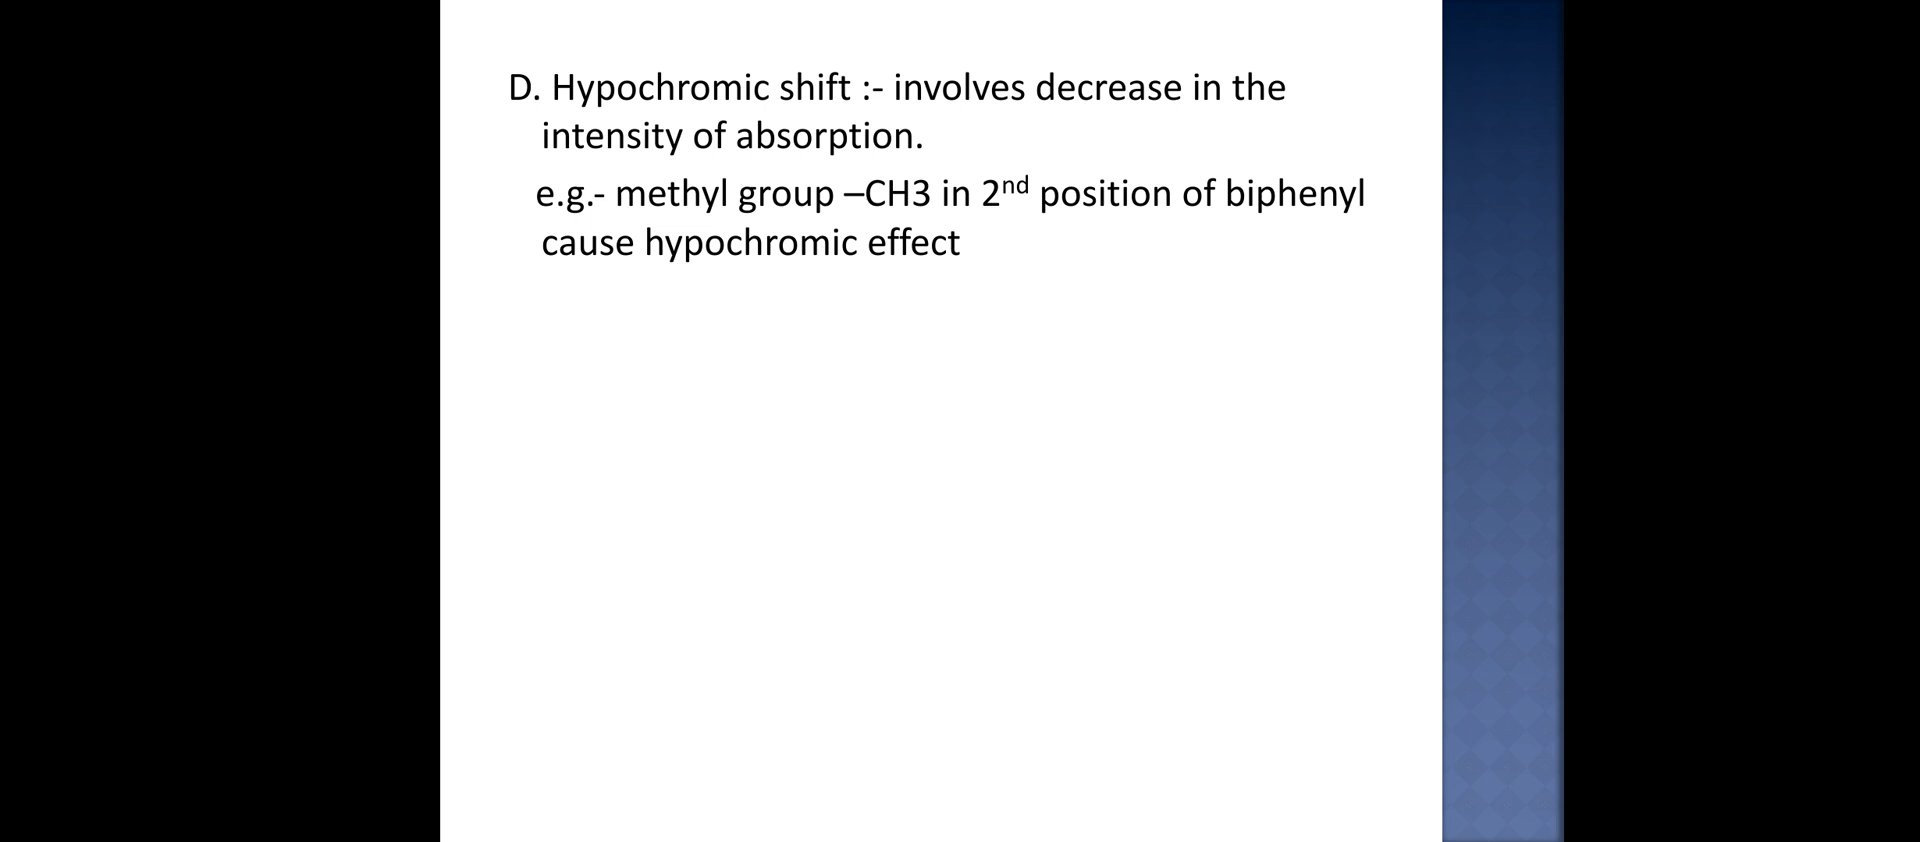 D. Hypochromic shift :- involves decrease in the
intensity of absorption.
e.g.- methyl group –CH3 in 2nd position of biphenyl
cause hypochromic effect